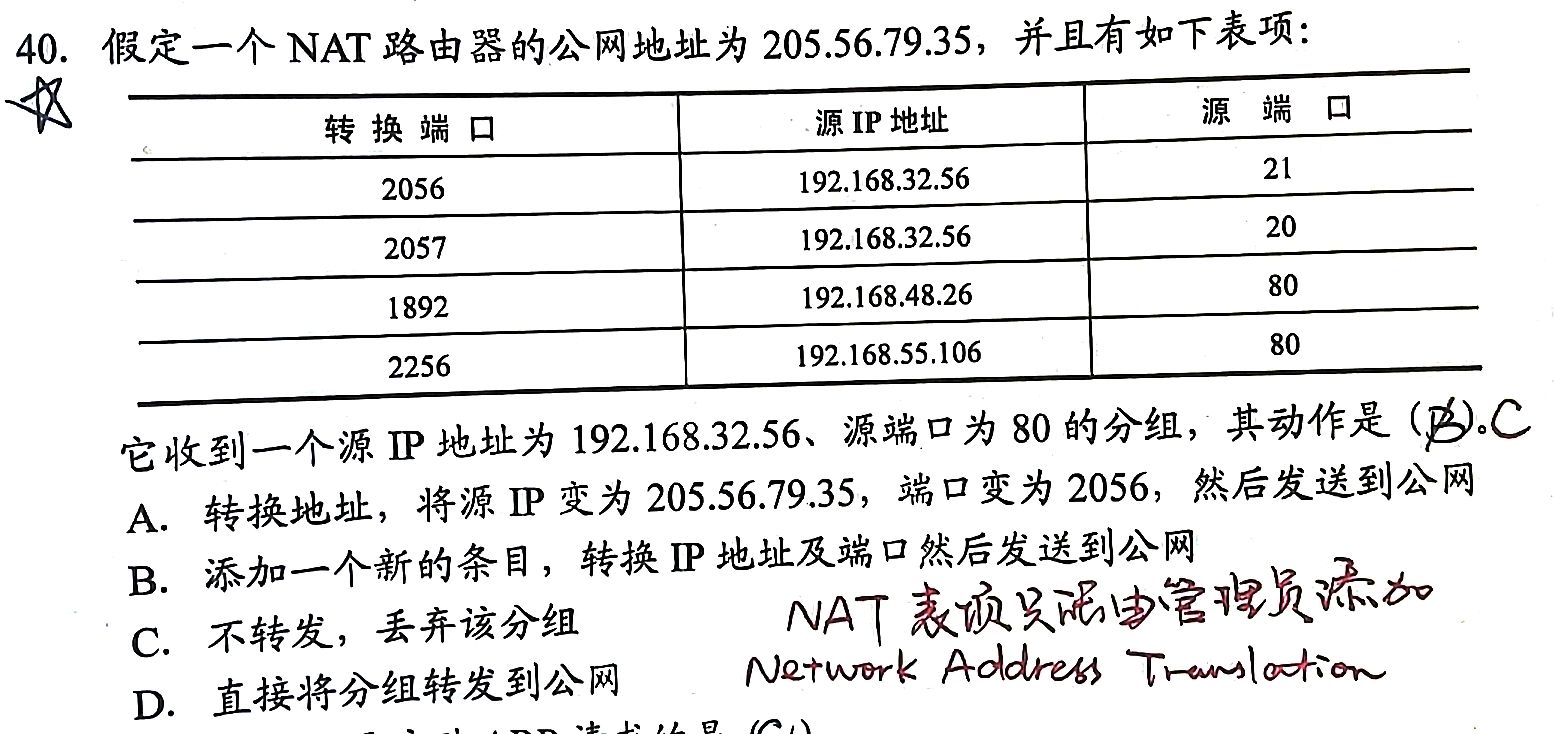 40. 假定一个 NAT 路由器的公网地址为 205.56.79.35，并且有如下表项：
转换端口 源 IP 地址 源端口
2056 192.168.32.56 21
2057 192.168.32.56 20
1892 192.168.48.26 80
2256 192.168.55.106 80
它收到一个源 IP 地址为 192.168.32.56、源端口为 80 的分组，其动作是（B）。C
A. 转换地址，将源 IP 变为 205.56.79.35，端口变为 2056，然后发送到公网
B. 添加一个新的条目，转换 IP 地址及端口然后发送到公网
NAT 表项只能由管理员添加
C. 不转发，丢弃该分组
Network Address Translation
D. 直接将分组转发到公网